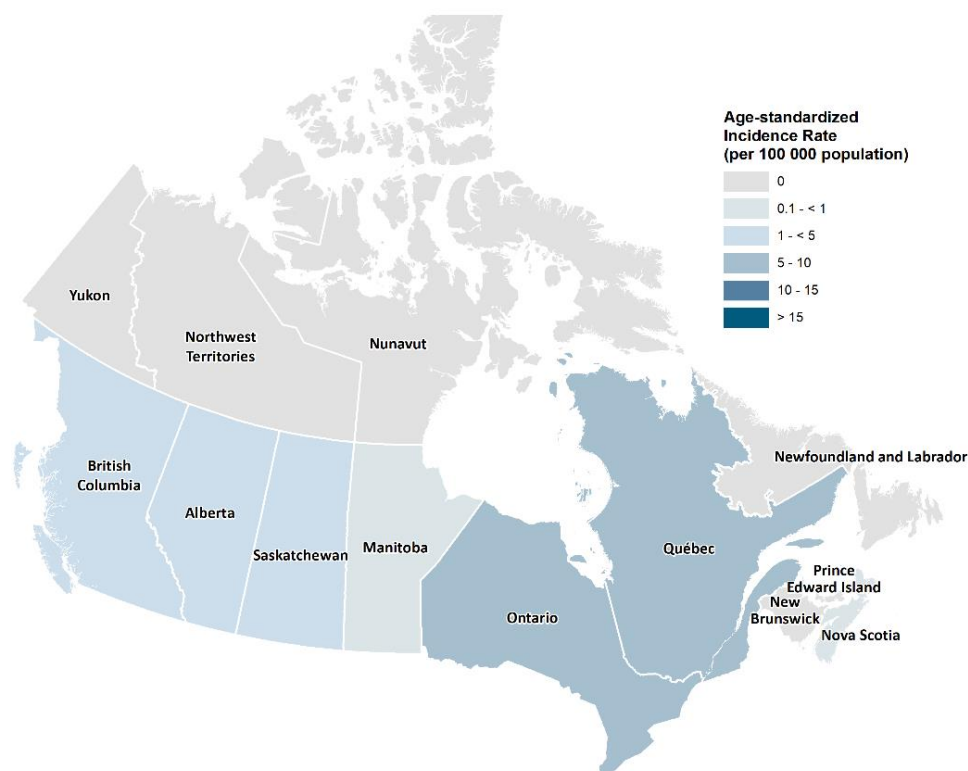 Age-standardized
Incidence Rate
(per 100 000 population)
0
0.1 - < 1
1 - < 5
5 - 10
10 - 15
> 15
Yukon
Northwest
Territories
Nunavut
British
Columbia
Alberta
Saskatchewan
Manitoba
Ontario
Québec
Newfoundland and Labrador
Prince
Edward Island
New
Brunswick
Nova Scotia